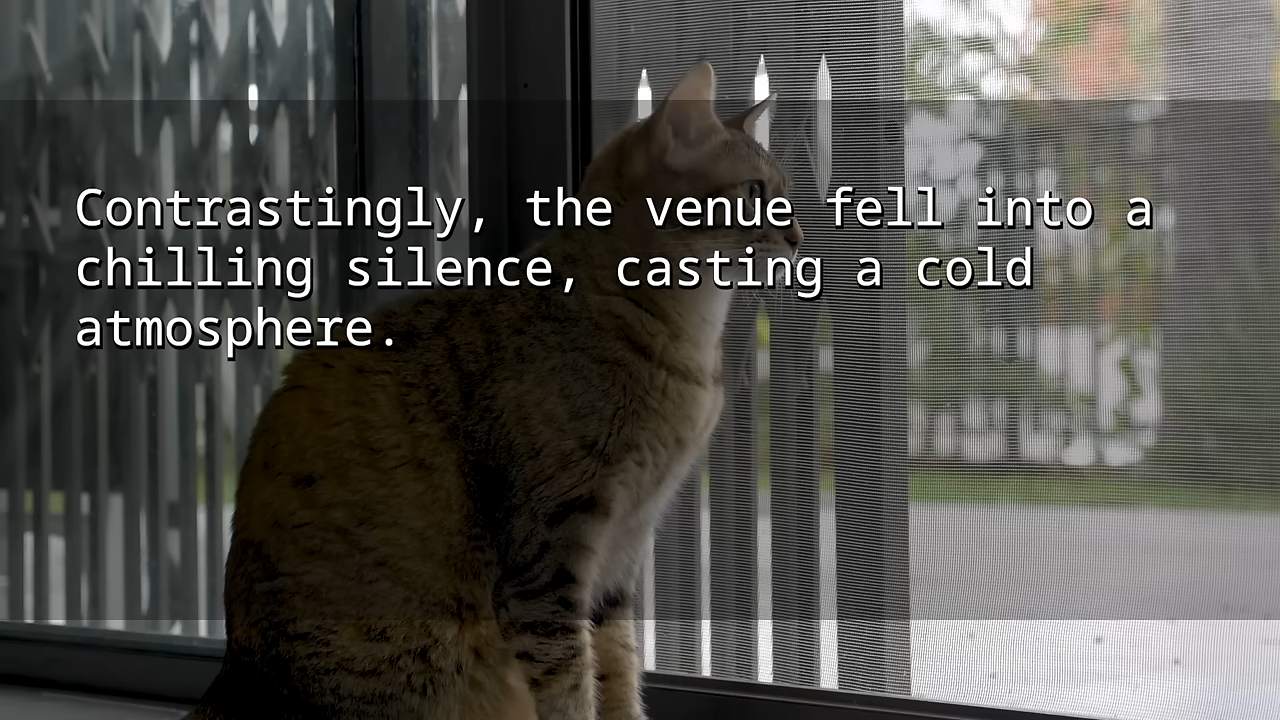 Contrastingly, the venue fell into a
chilling silence, casting a cold
atmosphere.